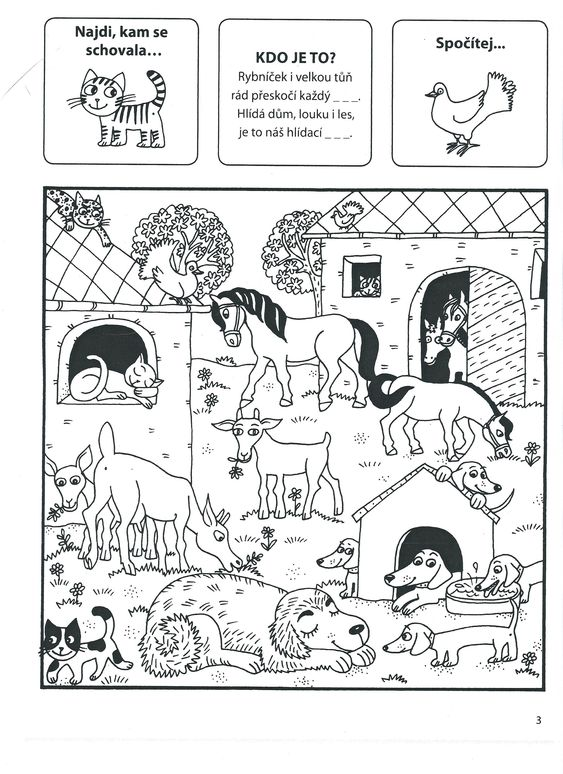 Najdi, kam se
schovala...
KDO JE TO?
Rybníček i velkou tůň
rád přeskočí každý _ _ _.
Hlídá dům, louku i les,
je to náš hlídací _ _ _.
Spočítej...
3